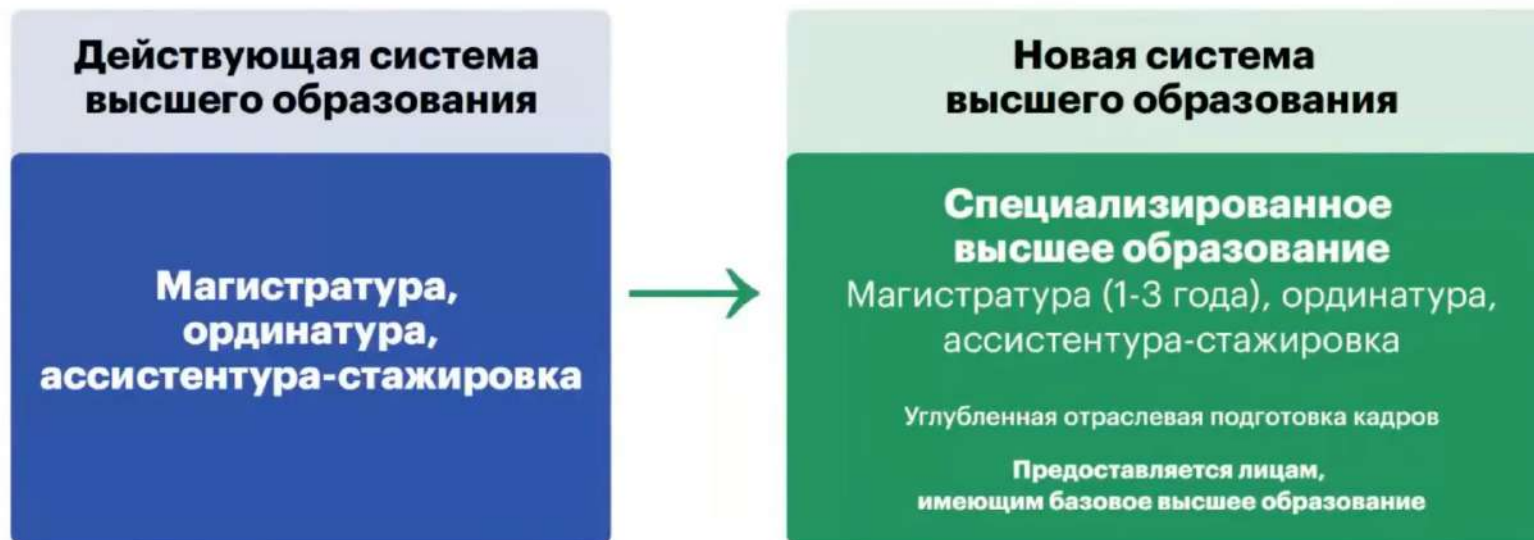 Действующая система
высшего образования
Магистратура,
ординатура,
ассистентура-стажировка
Новая система
высшего образования
Специализированное
высшее образование
Магистратура (1-3 года), ординатура,
ассистентура-стажировка
Углубленная отраслевая подготовка кадров
Предоставляется лицам,
имеющим базовое высшее образование